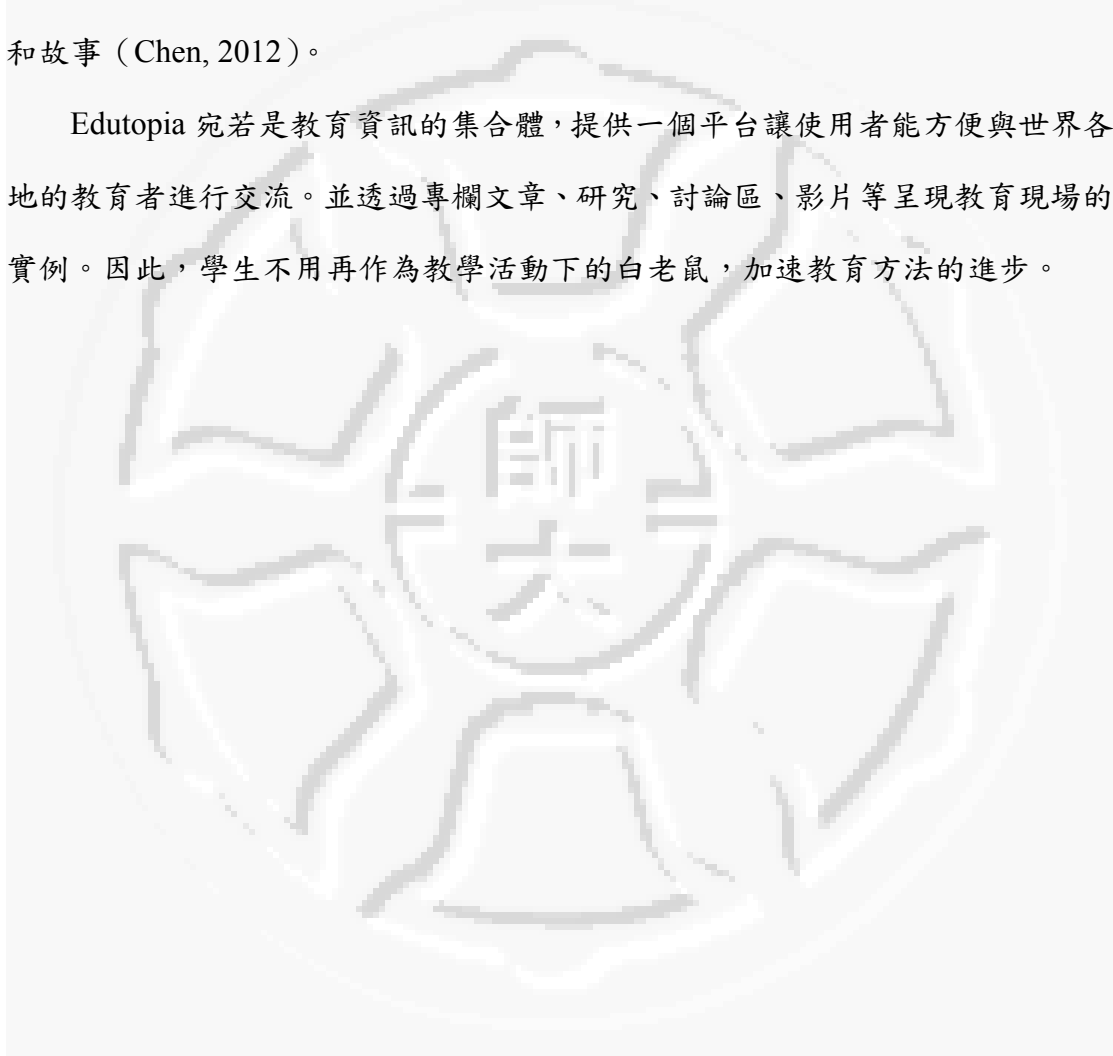 和故事（Chen, 2012）。
Edutopia 宛若是教育資訊的集合體，提供一個平台讓使用者能方便與世界各
地的教育者進行交流。並透過專欄文章、研究、討論區、影片等呈現教育現場的
實例。因此，學生不用再作為教學活動下的白老鼠，加速教育方法的進步。
師
大